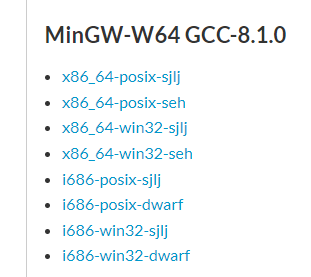 MinGW-W64 GCC-8.1.0
x86_64-posix-sjlj
x86_64-posix-seh
x86_64-win32-sjlj
x86_64-win32-seh
i686-posix-sjlj
i686-posix-dwarf
i686-win32-sjlj
i686-win32-dwarf